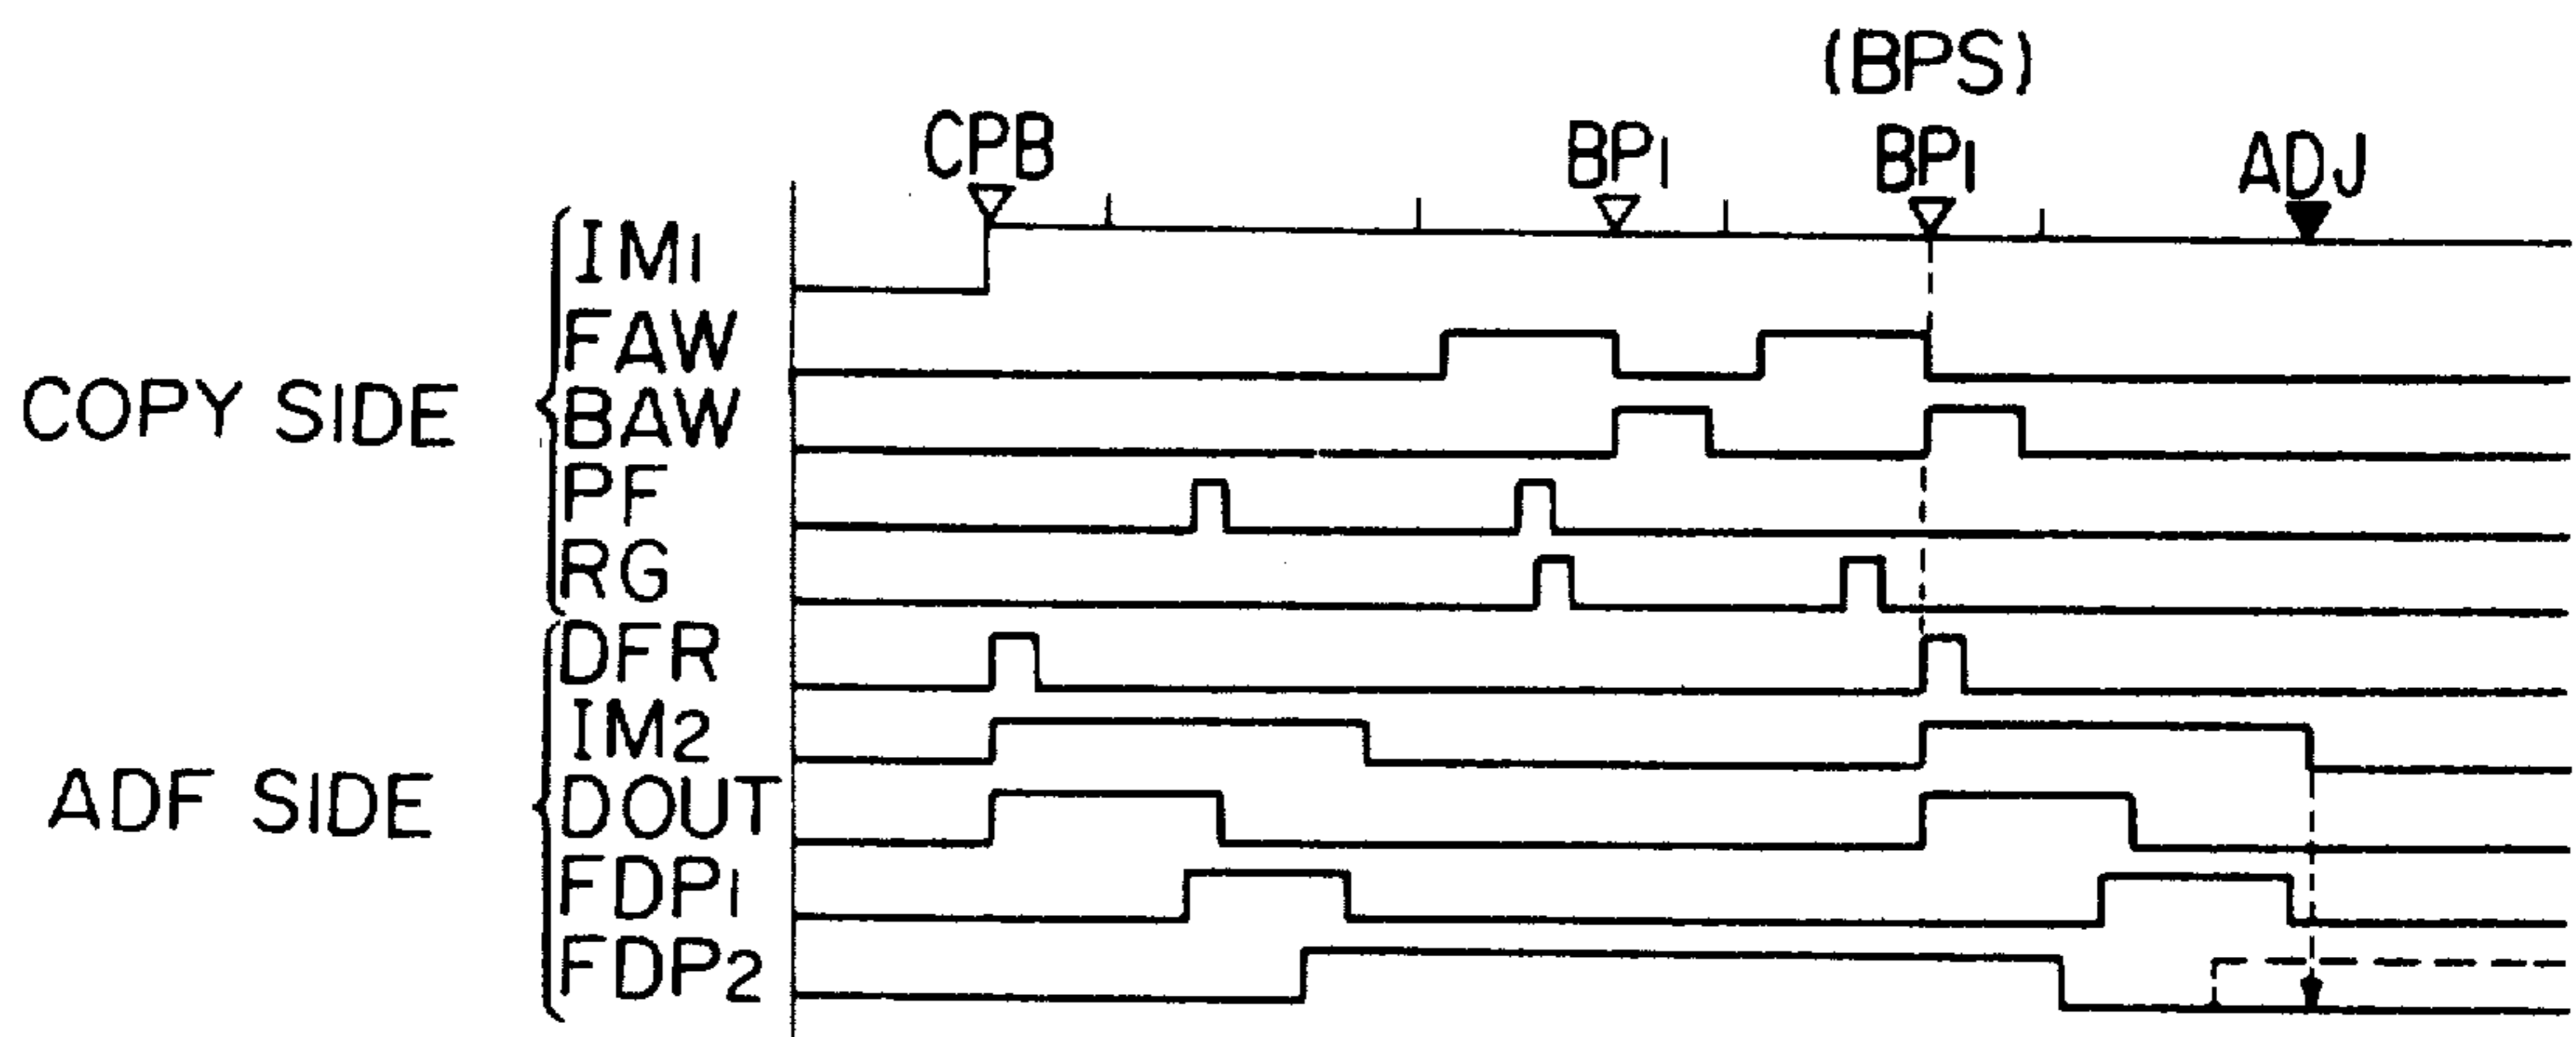 (BPS)
CPB BP1 BP1 ADJ
COPY SIDE
IM1
FAW
BAW
PF
RG
ADF SIDE
DFR
IM2
DOUT
FDP1
FDP2